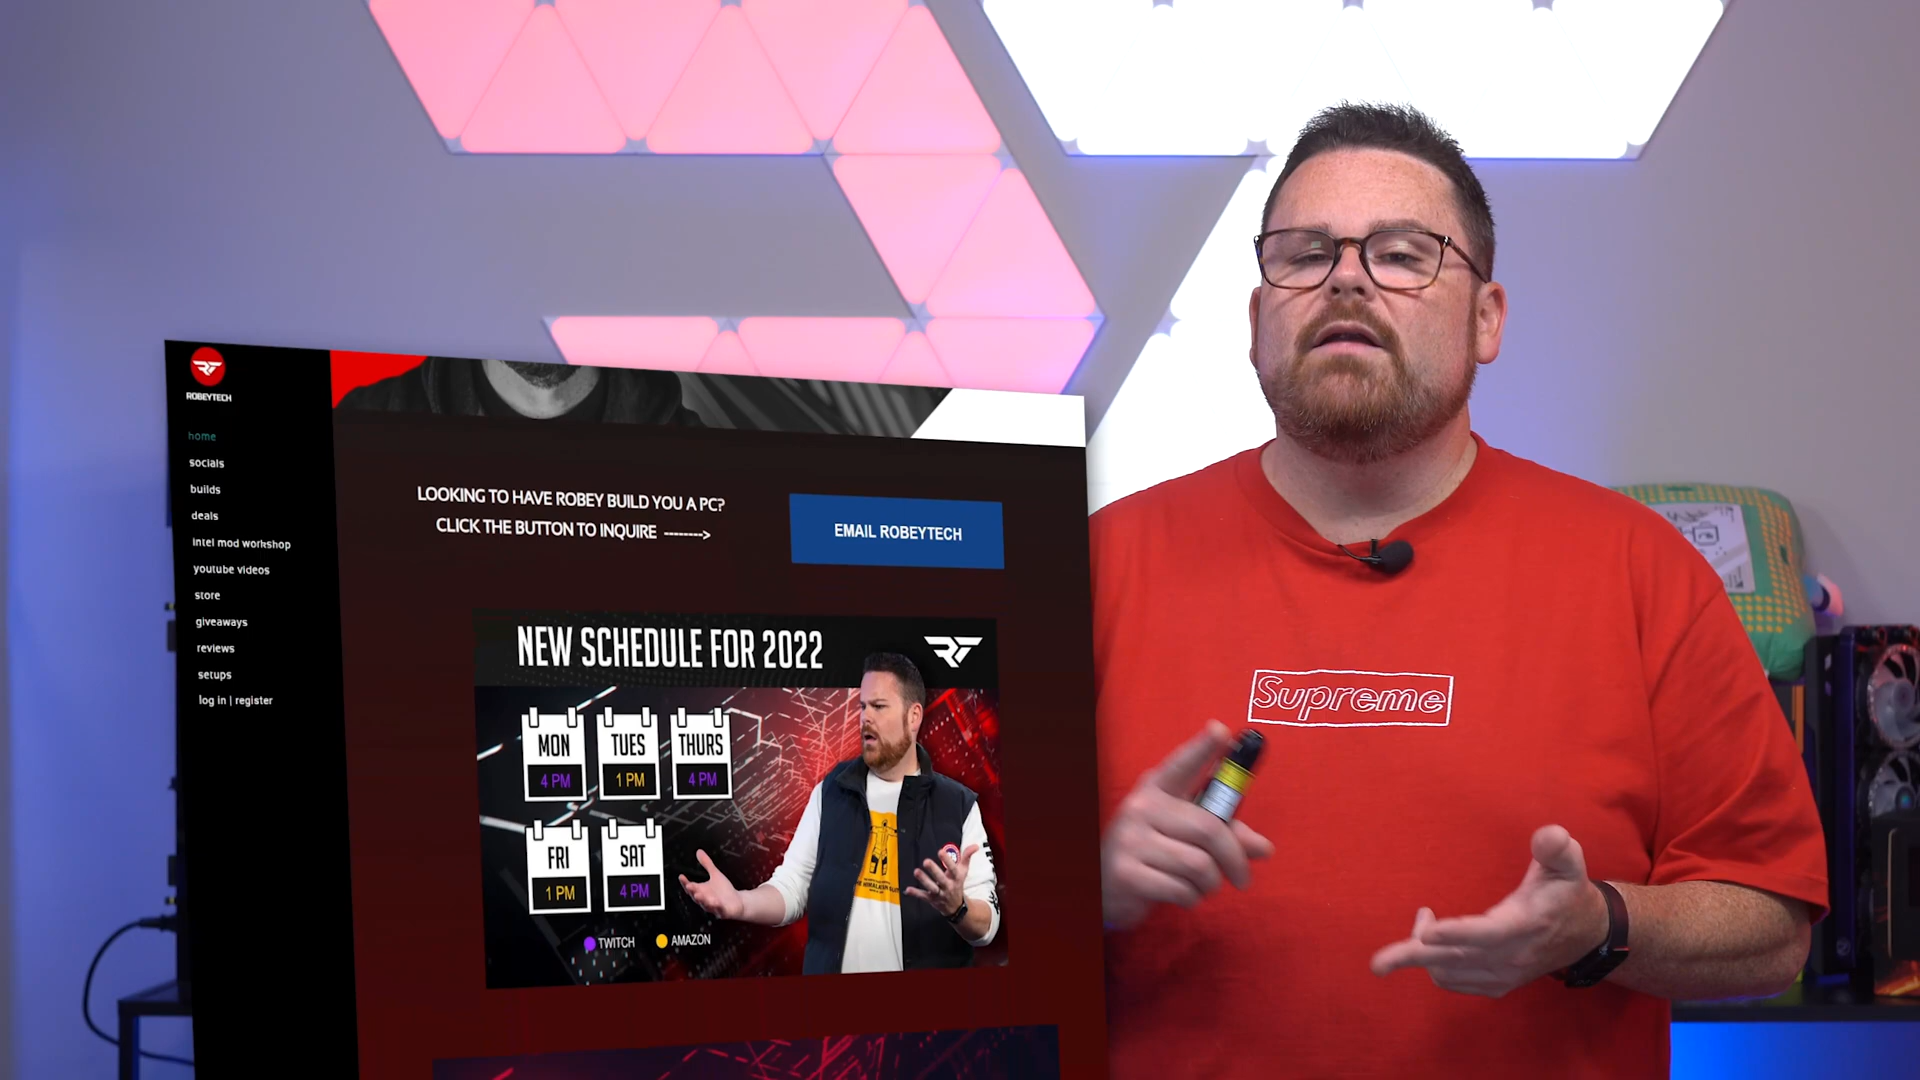 ROBEYTECH
home
socials
builds
deals
intel mod workshop
youtube videos
store
giveaways
reviews
setups
log in | register
LOOKING TO HAVE ROBEY BUILD YOU A PC?
CLICK THE BUTTON TO INQUIRE -------->
EMAIL ROBEYTECH
NEW SCHEDULE FOR 2022
MON
4 PM
TUES
1 PM
THURS
4 PM
FRI
1 PM
SAT
4 PM
TWITCH
AMAZON
Supreme